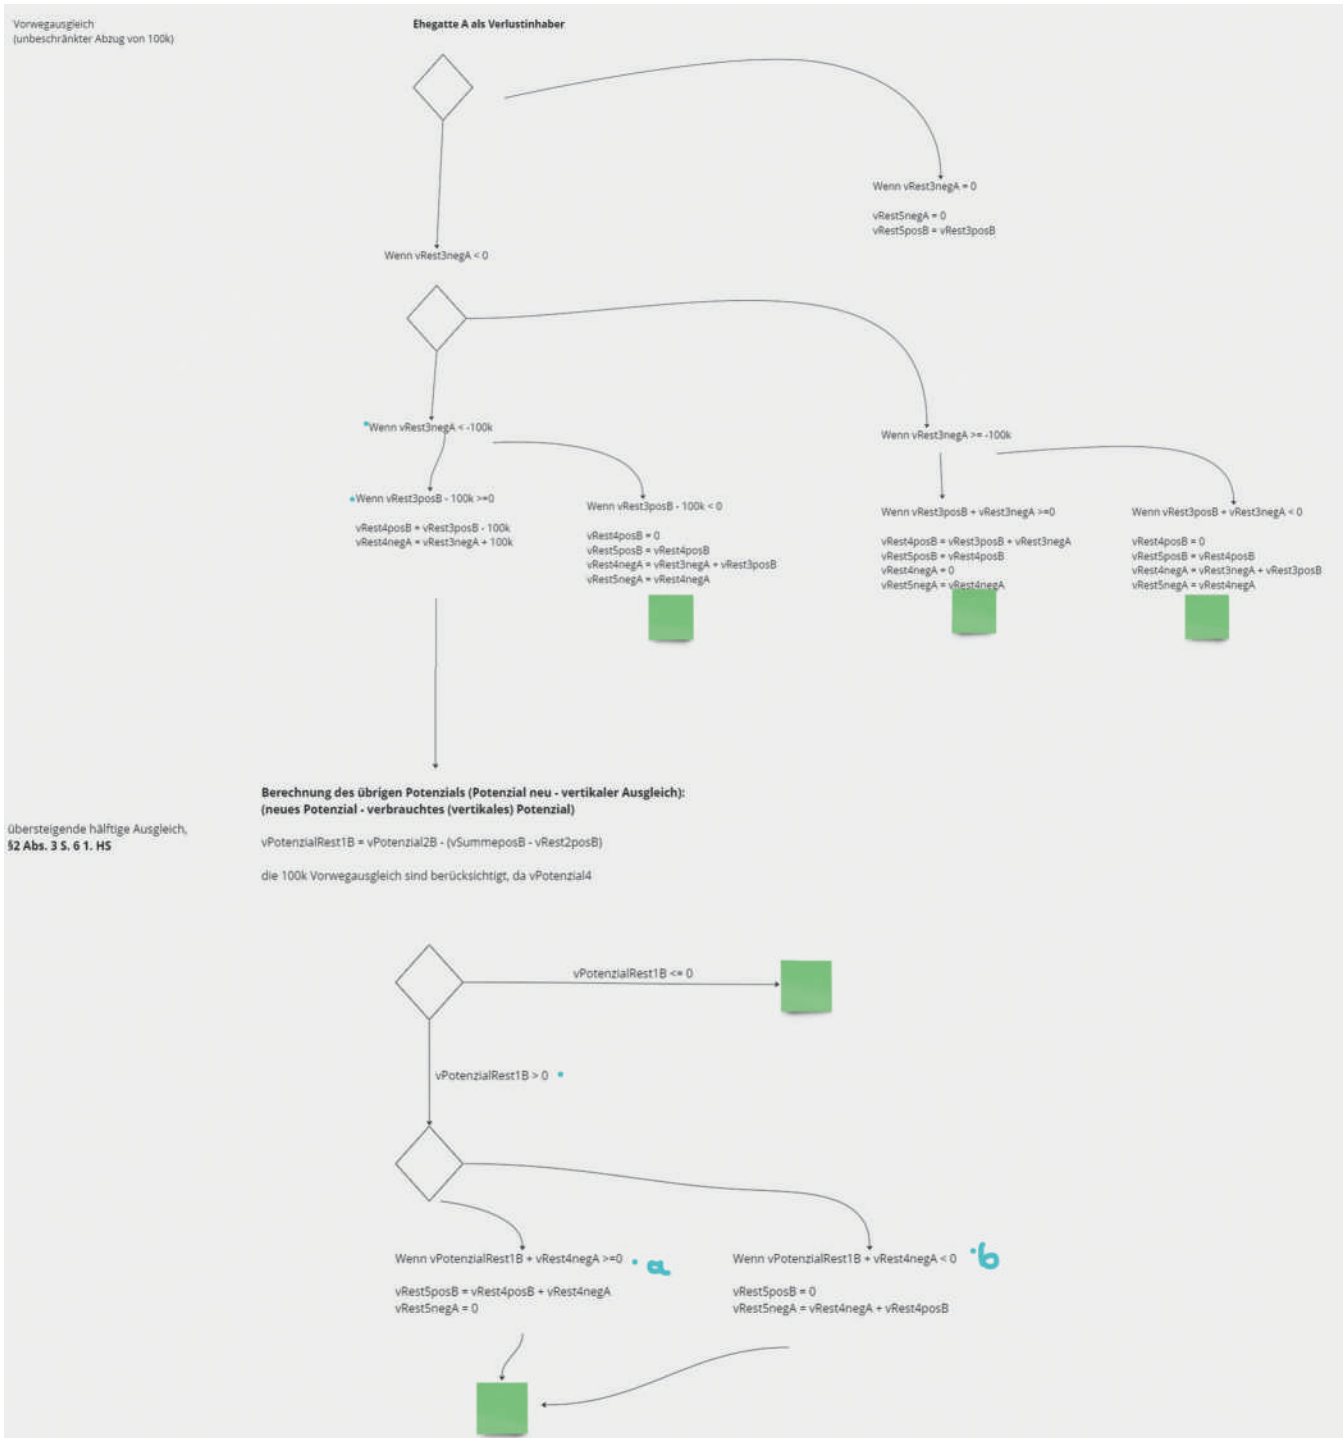 Vorwegausgleich
(unbeschränkter Abzug von 100k)
Ehegatte A als Verlustinhaber
Wenn vRest3negA = 0
vRest5negA = 0
vRest5posB = vRest3posB
Wenn vRest3negA < 0
Wenn vRest3negA < -100k
Wenn vRest3negA >= -100k
Wenn vRest3posB - 100k >=0
vRest4posB = vRest3posB - 100k
vRest4negA = vRest3negA + 100k
Wenn vRest3posB - 100k < 0
vRest4posB = 0
vRest5posB = vRest4posB
vRest4negA = vRest3negA + vRest3posB
vRest5negA = vRest4negA
Wenn vRest3posB + vRest3negA >=0
vRest4posB = vRest3posB + vRest3negA
vRest5posB = vRest4posB
vRest4negA = 0
vRest5negA = vRest4negA
Wenn vRest3posB + vRest3negA < 0
vRest4posB = 0
vRest5posB = vRest4posB
vRest4negA = vRest3negA + vRest3posB
vRest5negA = vRest4negA
Berechnung des übrigen Potenzials (Potenzial neu - vertikaler Ausgleich):
(neues Potenzial - verbrauchtes (vertikales) Potenzial)
übersteigende hälftige Ausgleich,
§2 Abs. 3 S. 6 1. HS
vPotenzialRest1B = vPotenzial2B - (vSummeposB - vRest2posB)
die 100k Vorwegausgleich sind berücksichtigt, da vPotenzial4
vPotenzialRest1B <= 0
vPotenzialRest1B > 0
Wenn vPotenzialRest1B + vRest4negA >=0 a
vRest5posB = vRest4posB + vRest4negA
vRest5negA = 0
Wenn vPotenzialRest1B + vRest4negA < 0 b
vRest5posB = 0
vRest5negA = vRest4negA + vRest4posB